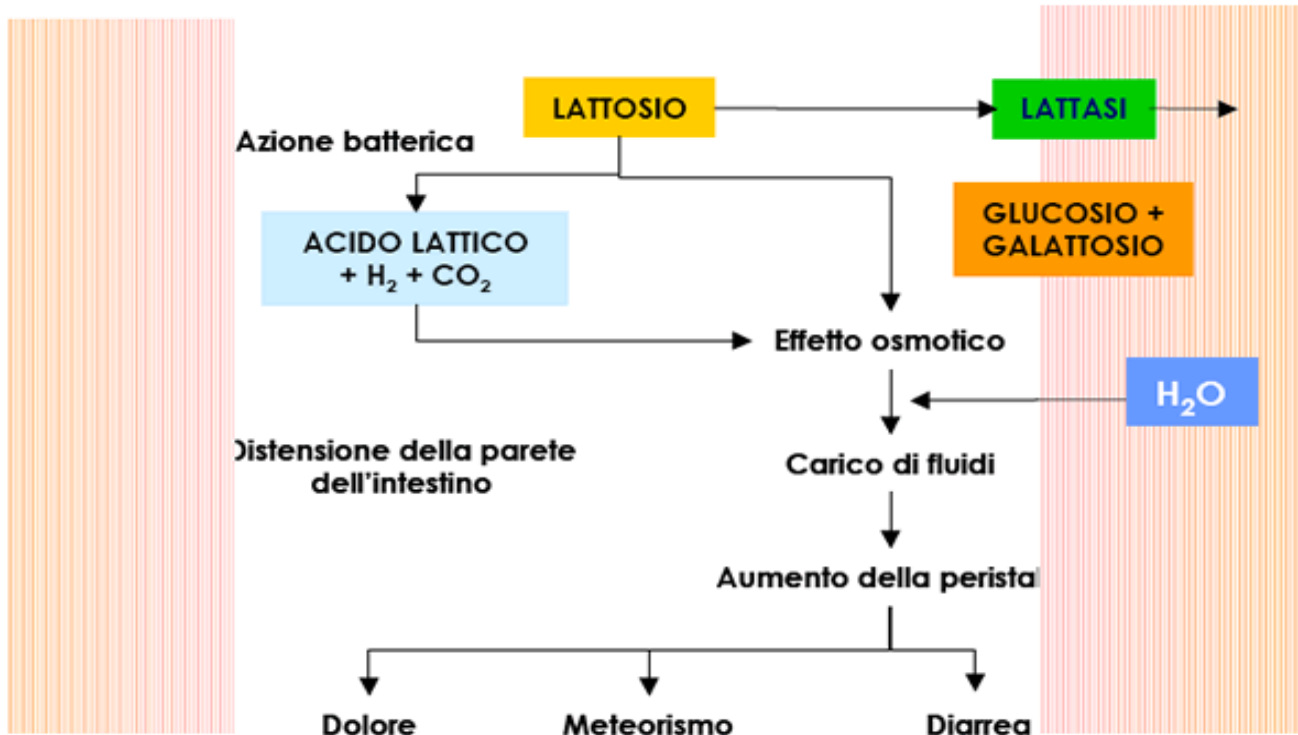 LATTOSIO
LATTASI
Azione batterica
GLUCOSIO +
GALATTOSIO
ACIDO LATTICO
+ H₂ + CO₂
Effetto osmotico
H₂O
Distensione della parete
dell'intestino
Carico di fluidi
Aumento della
Dolore
Meteorismo
Diarrea